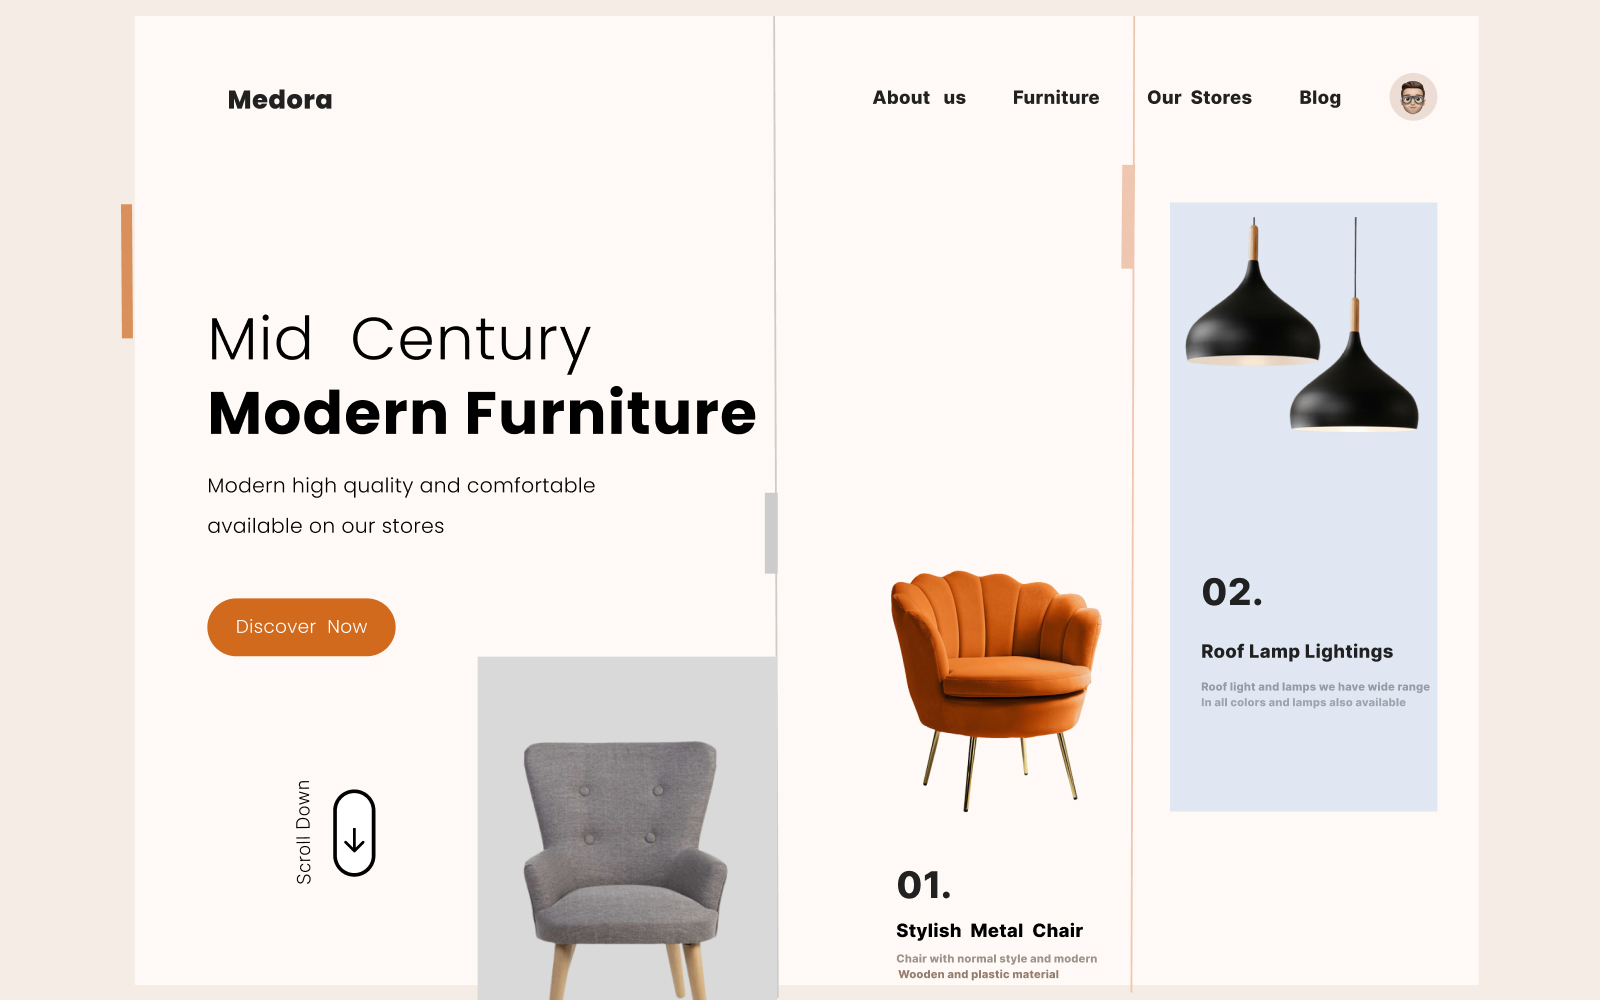 Medora
About us
Furniture
Our Stores
Blog
Mid Century
Modern Furniture
Modern high quality and comfortable
available on our stores
Discover Now
Scroll Down
01.
Stylish Metal Chair
Chair with normal style and modern
Wooden and plastic material
02.
Roof Lamp Lightings
Roof light and lamps we have wide range
In all colors and lamps also available